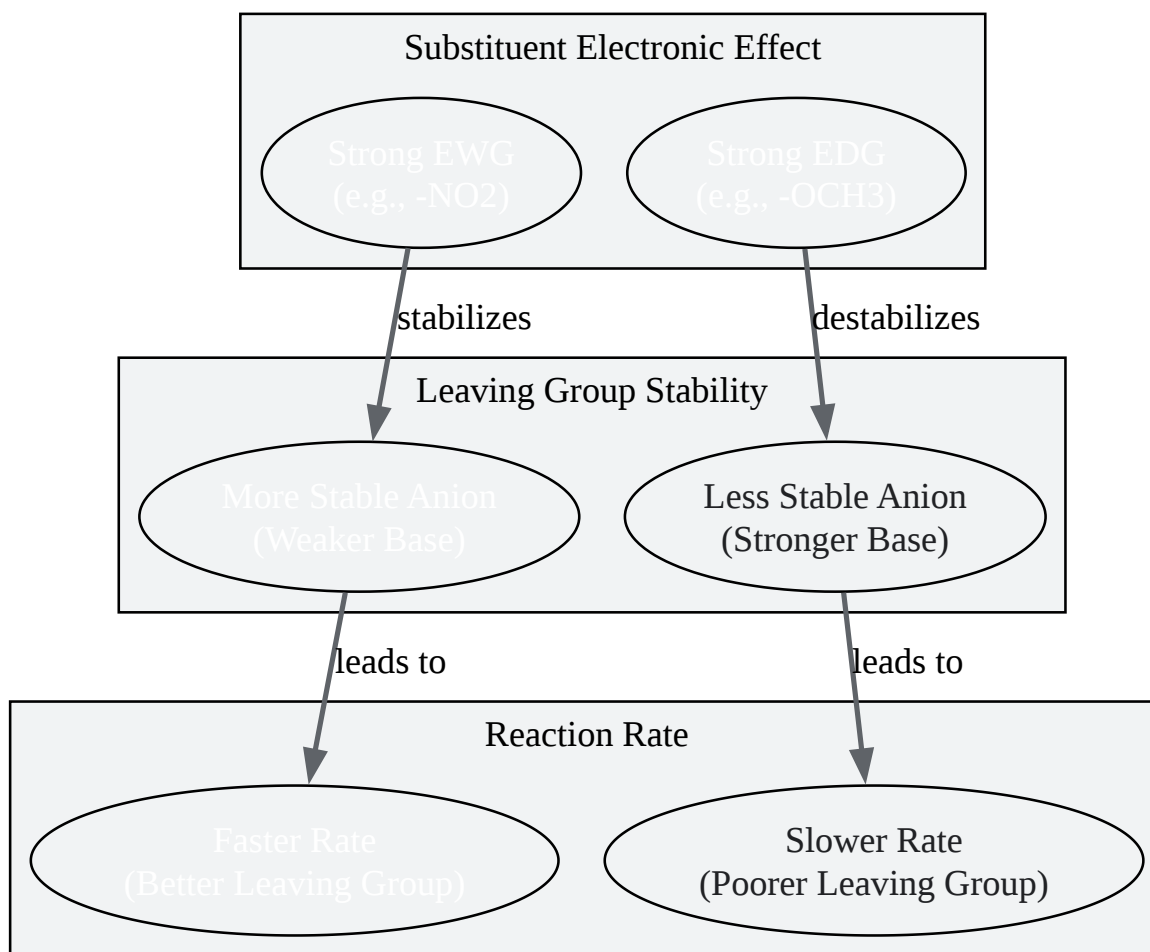 Substituent Electronic Effect
Strong EWG
(e.g., -NO2)
Strong EDG
(e.g., -OCH3)
stabilizes
destabilizes
Leaving Group Stability
More Stable Anion
(Weaker Base)
Less Stable Anion
(Stronger Base)
leads to
leads to
Reaction Rate
Faster Rate
(Better Leaving Group)
Slower Rate
(Poorer Leaving Group)